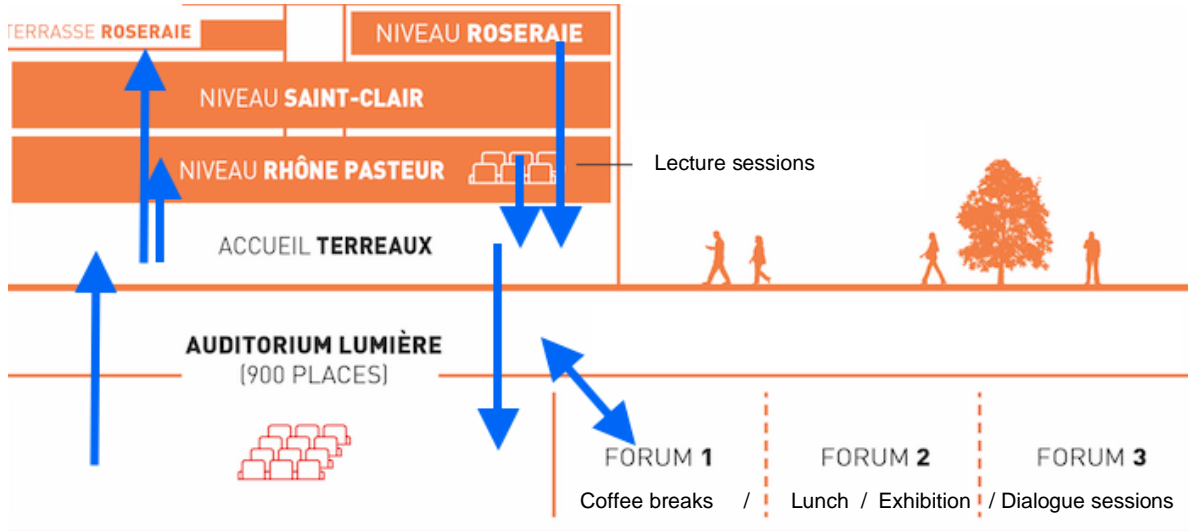 TERRASSE ROSERAIE
NIVEAU ROSERAIE
NIVEAU SAINT-CLAIR
NIVEAU RHÔNE PASTEUR
Lecture sessions
ACCUEIL TERREAUX
AUDITORIUM LUMIÈRE
(900 PLACES)
FORUM 1
FORUM 2
FORUM 3
Coffee breaks / Lunch / Exhibition / Dialogue sessions